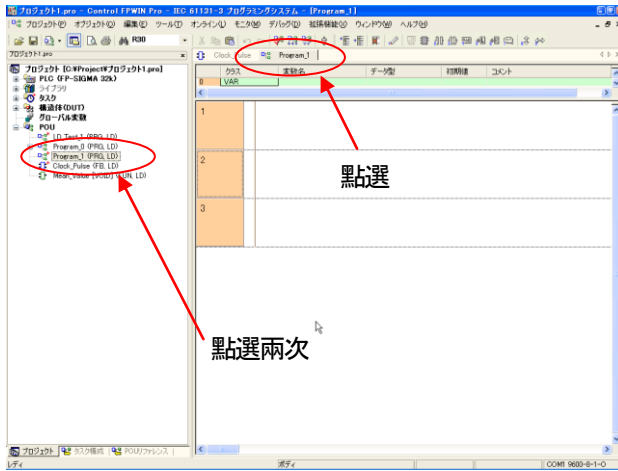 プロジェクト1.pro - Control FPWIN Pro - IEC 61131-3 プログラミングシステム - [Program_1]
プロジェクト(P) オブジェクト(O) 編集(E) ツール(T) オンライン(L) モニタ(M) デバッグ(D) 拡張機能(X) ウィンドウ(W) ヘルプ(H)
R30
プロジェクト1.pro
Clock_Pulse Program_1
プロジェクト [C:¥Project¥プロジェクト1.pro]
PLC (FP-SIGMA 32k)
ライブラリ
タスク
構造体(DUT)
グローバル変数
POU
LD_Test_1 (PRG, LD)
Program_0 (PRG, LD)
Program_1 (PRG, LD)
Clock_Pulse (FB, LD)
Mean_Value [VOID] (FUN, LD)
クラス 変数名 データ型 初期値 コメント
0 VAR
1
2
3
點選
點選兩次
プロジェクト タスク構成 POUリファレンス
レディ ボディ COM1 9600-8-1-O